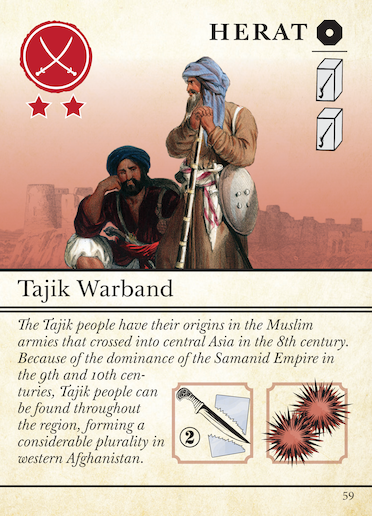 HERAT
Tajik Warband
The Tajik people have their origins in the Muslim
armies that crossed into central Asia in the 8th century.
Because of the dominance of the Samanid Empire in
the 9th and 10th cen-
turies, Tajik people can
be found throughout
the region, forming a
considerable plurality in
western Afghanistan.
2
59